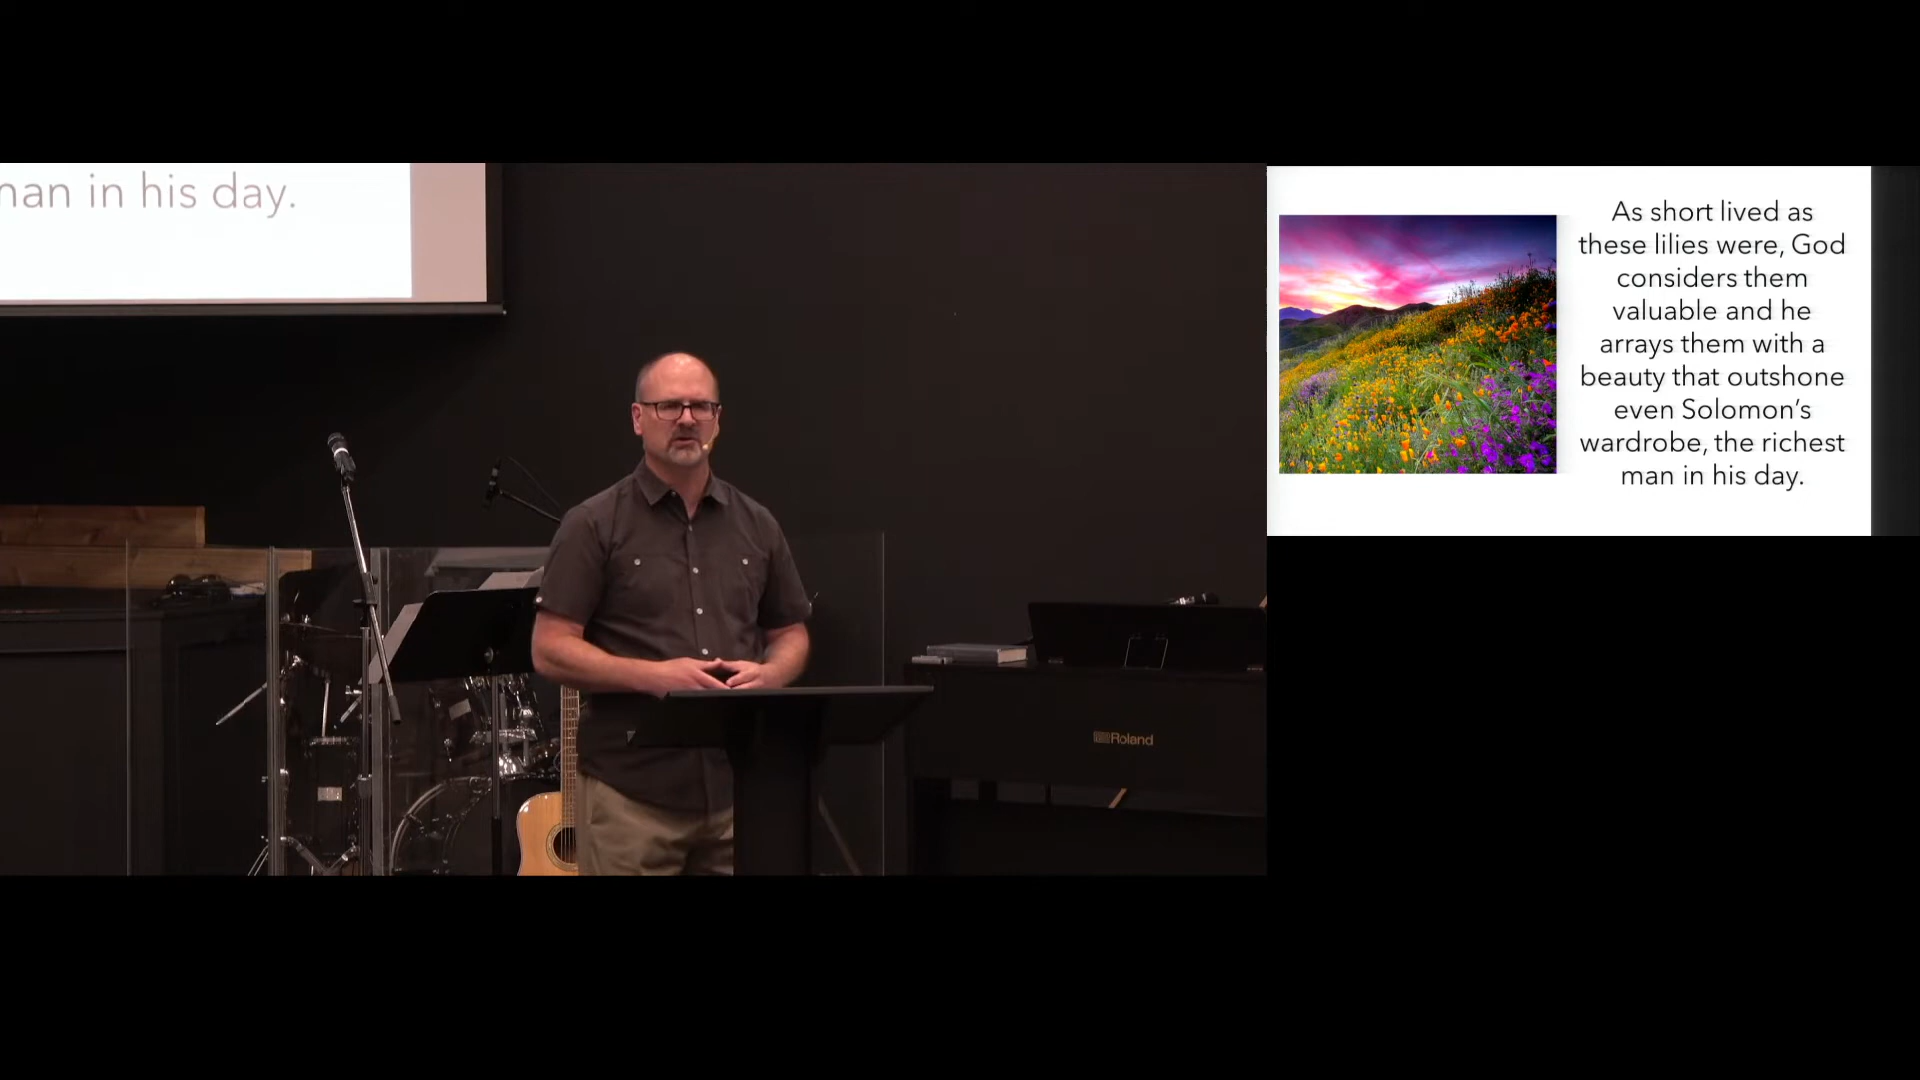 man in his day.
As short lived as
these lilies were, God
considers them
valuable and he
arrays them with a
beauty that outshone
even Solomon's
wardrobe, the richest
man in his day.
Roland